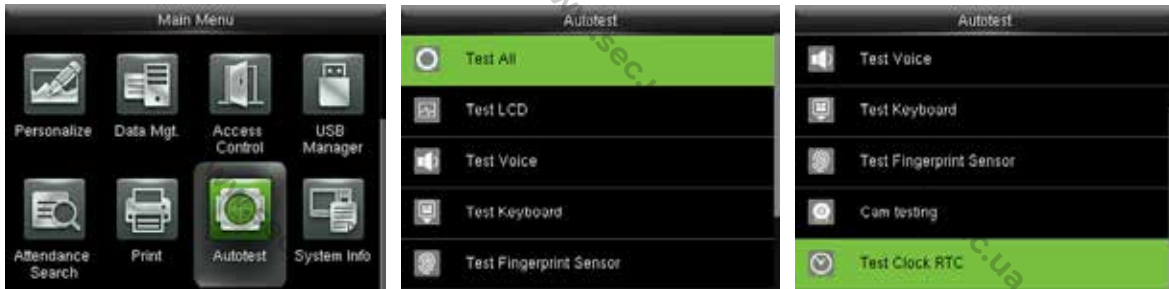 Main Menu
Personalize
Data Mgt.
Access
Control
USB
Manager
Attendance
Search
Print
Autotest
System Info
Autotest
Test All
Test LCD
Test Voice
Test Keyboard
Test Fingerprint Sensor
Autotest
Test Voice
Test Keyboard
Test Fingerprint Sensor
Cam testing
Test Clock RTC